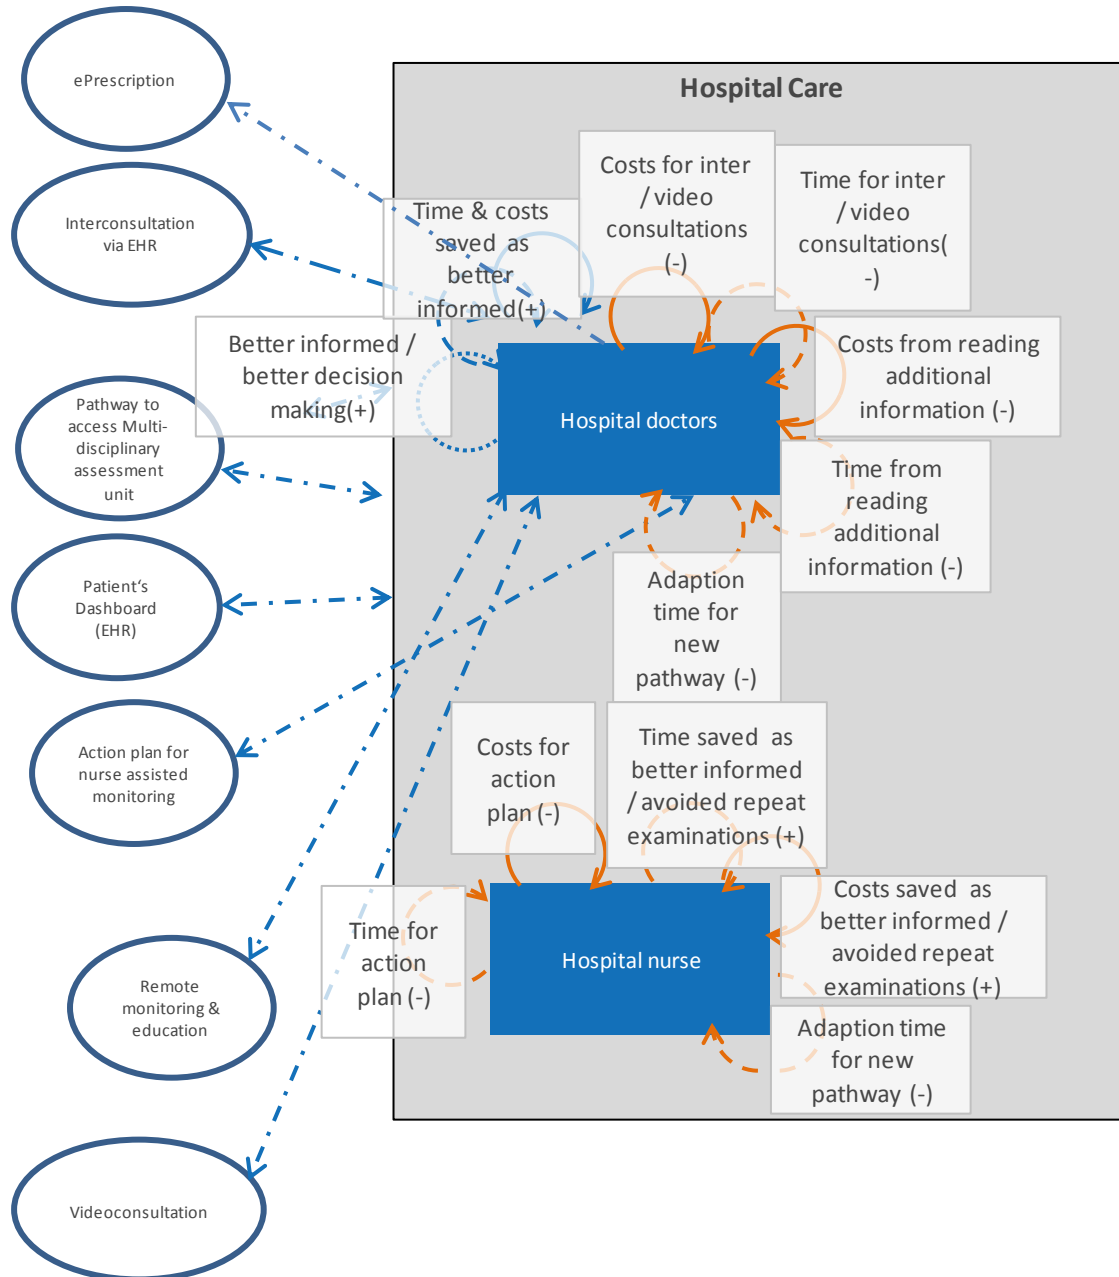 ePrescription
Hospital Care
Interconsultation
via EHR
Time & costs
saved as
better
informed(+)
Costs for inter
/ video
consultations
(-)
Time for inter
/ video
consultations(
-)
Better informed /
better decision
making(+)
Costs from reading
additional
information (-)
Pathway to
access Multi-
disciplinary
assessment
unit
Hospital doctors
Time from
reading
additional
information (-)
Patient‘s
Dashboard
(EHR)
Adaption
time for
new
pathway (-)
Action plan for
nurse assisted
monitoring
Costs for
action
plan (-)
Time saved as
better informed
/ avoided repeat
examinations (+)
Time for
action
plan (-)
Hospital nurse
Costs saved as
better informed /
avoided repeat
examinations (+)
Remote
monitoring &
education
Adaption time
for new
pathway (-)
Videoconsultation